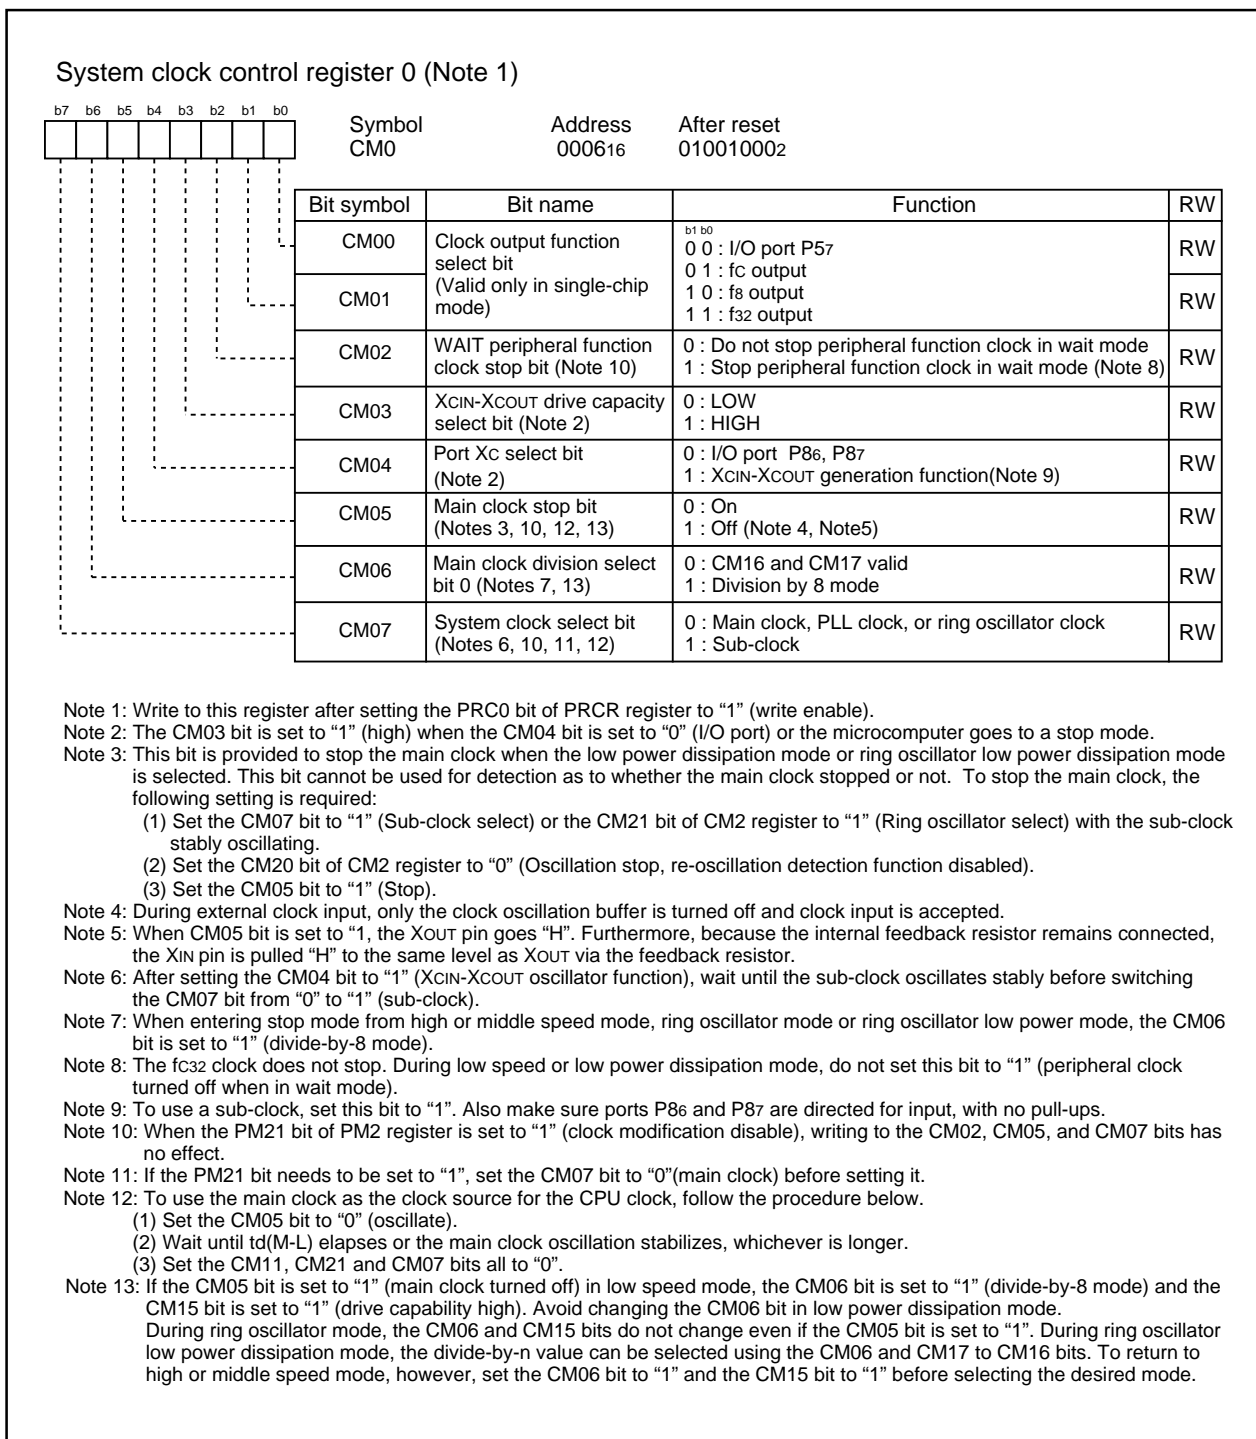 System clock control register 0 (Note 1)
b7 b6 b5 b4 b3 b2 b1 b0
Symbol Address After reset
CM0 000616 010010002
Bit symbol Bit name Function RW
CM00 Clock output function select bit (Valid only in single-chip mode) b1 b0 RW
0 0 : I/O port P57
0 1 : fC output
CM01 1 0 : f8 output RW
1 1 : f32 output
CM02 WAIT peripheral function 0 : Do not stop peripheral function clock in wait mode RW
clock stop bit (Note 10) 1 : Stop peripheral function clock in wait mode (Note 8)
CM03 XCIN-XCOUT drive capacity 0 : LOW RW
select bit (Note 2) 1 : HIGH
CM04 Port XC select bit 0 : I/O port P86, P87 RW
(Note 2) 1 : XCIN-XCOUT generation function(Note 9)
CM05 Main clock stop bit 0 : On RW
(Notes 3, 10, 12, 13) 1 : Off (Note 4, Note5)
CM06 Main clock division select 0 : CM16 and CM17 valid RW
bit 0 (Notes 7, 13) 1 : Division by 8 mode
CM07 System clock select bit 0 : Main clock, PLL clock, or ring oscillator clock RW
(Notes 6, 10, 11, 12) 1 : Sub-clock
Note 1: Write to this register after setting the PRC0 bit of PRCR register to “1” (write enable).
Note 2: The CM03 bit is set to “1” (high) when the CM04 bit is set to “0” (I/O port) or the microcomputer goes to a stop mode.
Note 3: This bit is provided to stop the main clock when the low power dissipation mode or ring oscillator low power dissipation mode
is selected. This bit cannot be used for detection as to whether the main clock stopped or not. To stop the main clock, the
following setting is required:
(1) Set the CM07 bit to “1” (Sub-clock select) or the CM21 bit of CM2 register to “1” (Ring oscillator select) with the sub-clock
stably oscillating.
(2) Set the CM20 bit of CM2 register to “0” (Oscillation stop, re-oscillation detection function disabled).
(3) Set the CM05 bit to “1” (Stop).
Note 4: During external clock input, only the clock oscillation buffer is turned off and clock input is accepted.
Note 5: When CM05 bit is set to “1, the XOUT pin goes “H”. Furthermore, because the internal feedback resistor remains connected,
the XIN pin is pulled “H” to the same level as XOUT via the feedback resistor.
Note 6: After setting the CM04 bit to “1” (XCIN-XCOUT oscillator function), wait until the sub-clock oscillates stably before switching
the CM07 bit from “0” to “1” (sub-clock).
Note 7: When entering stop mode from high or middle speed mode, ring oscillator mode or ring oscillator low power mode, the CM06
bit is set to “1” (divide-by-8 mode).
Note 8: The fC32 clock does not stop. During low speed or low power dissipation mode, do not set this bit to “1” (peripheral clock
turned off when in wait mode).
Note 9: To use a sub-clock, set this bit to “1”. Also make sure ports P86 and P87 are directed for input, with no pull-ups.
Note 10: When the PM21 bit of PM2 register is set to “1” (clock modification disable), writing to the CM02, CM05, and CM07 bits has
no effect.
Note 11: If the PM21 bit needs to be set to “1”, set the CM07 bit to “0”(main clock) before setting it.
Note 12: To use the main clock as the clock source for the CPU clock, follow the procedure below.
(1) Set the CM05 bit to “0” (oscillate).
(2) Wait until td(M-L) elapses or the main clock oscillation stabilizes, whichever is longer.
(3) Set the CM11, CM21 and CM07 bits all to “0”.
Note 13: If the CM05 bit is set to “1” (main clock turned off) in low speed mode, the CM06 bit is set to “1” (divide-by-8 mode) and the
CM15 bit is set to “1” (drive capability high). Avoid changing the CM06 bit in low power dissipation mode.
During ring oscillator mode, the CM06 and CM15 bits do not change even if the CM05 bit is set to “1”. During ring oscillator
low power dissipation mode, the divide-by-n value can be selected using the CM06 and CM17 to CM16 bits. To return to
high or middle speed mode, however, set the CM06 bit to “1” and the CM15 bit to “1” before selecting the desired mode.